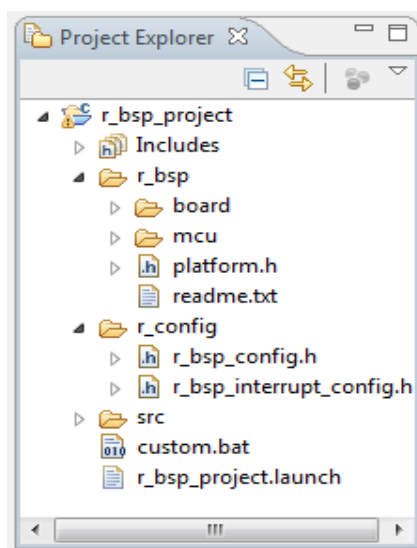 Project Explorer
r_bsp_project
Includes
r_bsp
board
mcu
platform.h
readme.txt
r_config
r_bsp_config.h
r_bsp_interrupt_config.h
src
custom.bat
r_bsp_project.launch